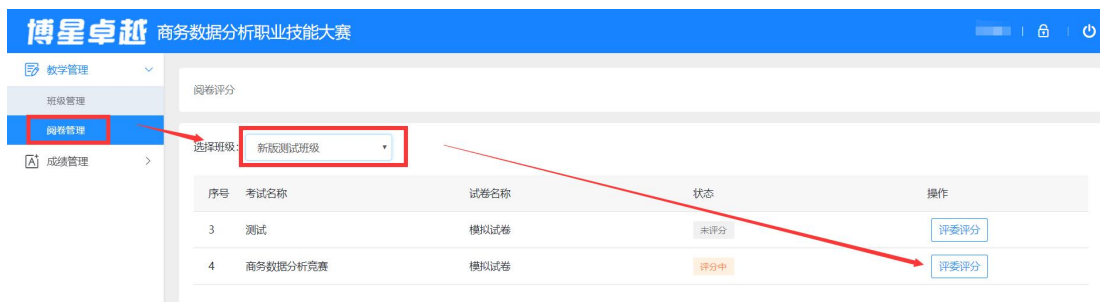 博星卓越 商务数据分析职业技能大赛
教学管理
班级管理
阅卷管理
成绩管理
阅卷评分
选择班级: 新版测试班级
序号 考试名称 试卷名称 状态 操作
3 测试 模拟试卷 未评分 评委评分
4 商务数据分析竞赛 模拟试卷 评分中 评委评分